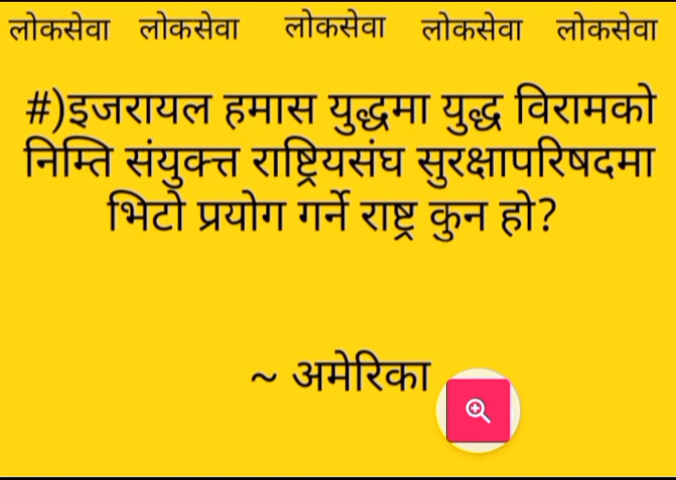 लोकसेवा लोकसेवा लोकसेवा लोकसेवा लोकसेवा
#)इजरायल हमास युद्धमा युद्ध विरामको
निम्ति संयुक्त्त राष्ट्रियसंघ सुरक्षापरिषदमा
भिटो प्रयोग गर्ने राष्ट्र कुन हो?
~ अमेरिका